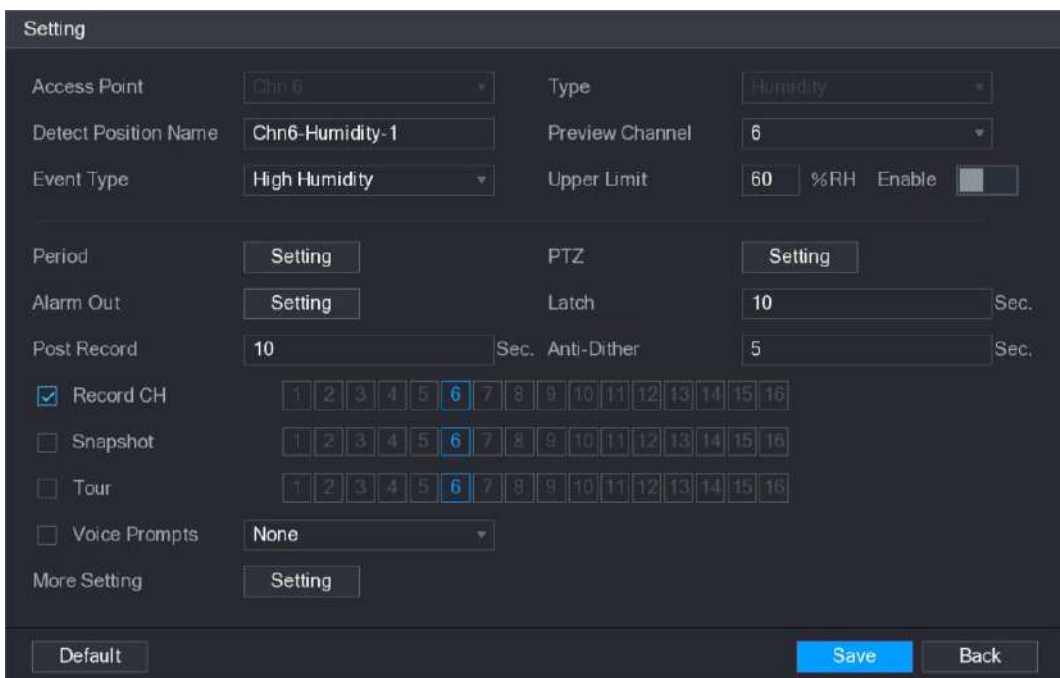 Setting
Access Point Chn 6 Type Humidity
Detect Position Name Chn6-Humidity-1 Preview Channel 6
Event Type High Humidity Upper Limit 60 %RH Enable
Period Setting PTZ Setting
Alarm Out Setting Latch 10 Sec.
Post Record 10 Sec. Anti-Dither 5 Sec.
Record CH 1 2 3 4 5 6 7 8 9 10 11 12 13 14 15 16
Snapshot 1 2 3 4 5 6 7 8 9 10 11 12 13 14 15 16
Tour 1 2 3 4 5 6 7 8 9 10 11 12 13 14 15 16
Voice Prompts None
More Setting Setting
Default Save Back